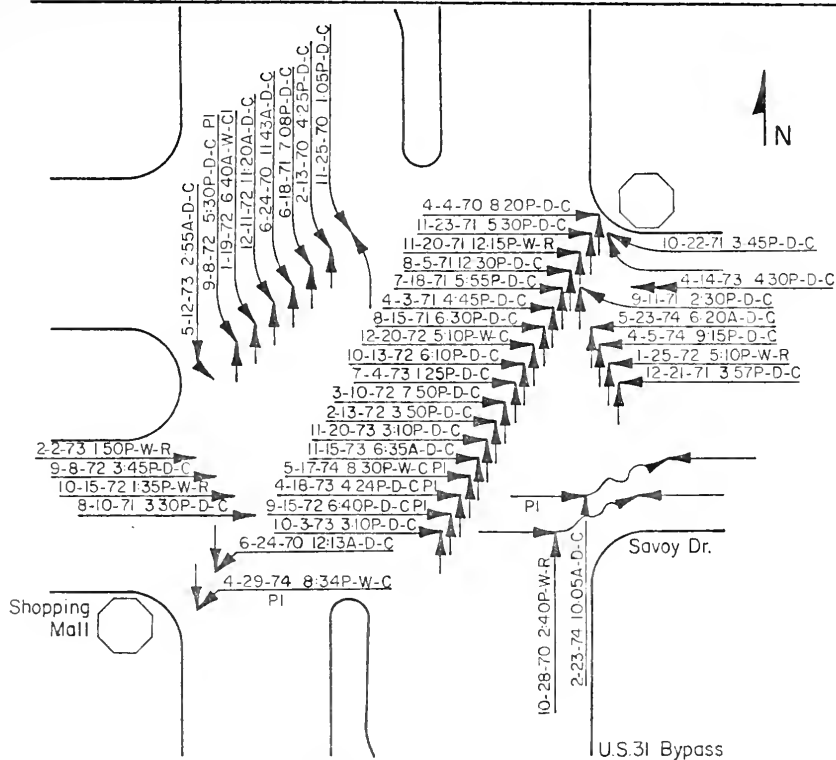 5-12-73 2:55A-D-C
9-8-72 5:30P-D-C PI
1-19-72 6:40A-W-CI
12-11-72 11:20A-D-C
6-24-70 11:43A-D-C
6-18-71 7:08P-D-C
2-13-70 4:25P-D-C
11-25-70 1:05P-D-C
N
4-4-70 8:20P-D-C
11-23-71 5:30P-D-C
11-20-71 12:15P-W-R
8-5-71 12:30P-D-C
7-18-71 5:55P-D-C
4-3-71 4:45P-D-C
8-15-71 6:30P-D-C
12-20-72 5:10P-W-C
10-13-72 6:10P-D-C
7-4-73 1:25P-D-C
3-10-72 7:50P-D-C
2-13-72 3:50P-D-C
11-20-73 3:10P-D-C
11-15-73 6:35A-D-C
5-17-74 8:30P-W-C PI
4-18-73 4:24P-D-C PI
9-15-72 6:40P-D-C PI
10-3-73 3:10P-D-C
10-22-71 3:45P-D-C
4-14-73 4:30P-D-C
9-11-71 2:30P-D-C
5-23-74 6:20A-D-C
4-5-74 9:15P-D-C
1-25-72 5:10P-W-R
12-21-71 3:57P-D-C
2-2-73 1:50P-W-R
9-8-72 3:45P-D-C
10-15-72 1:35P-W-R
8-10-71 3:30P-D-C
6-24-70 12:13A-D-C
4-29-74 8:34P-W-C
PI
PI
10-28-70 2:40P-W-R
2-23-74 10:05A-D-C
Savoy Dr.
Shopping
Mall
U.S.31 Bypass